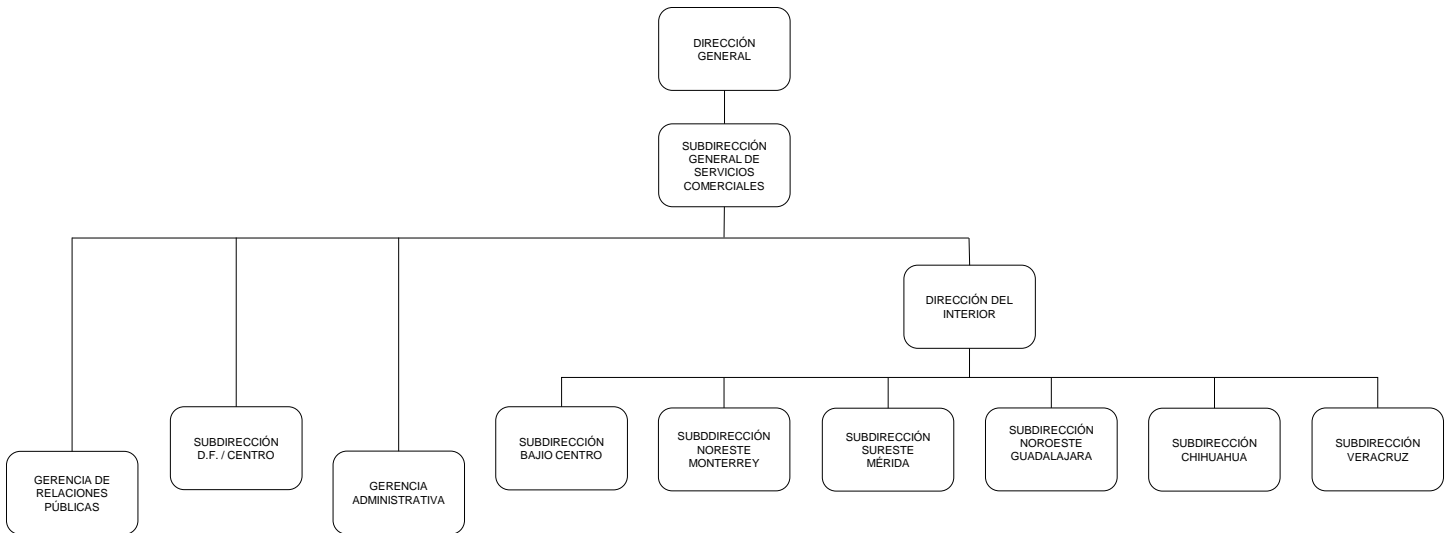 DIRECCIÓN
GENERAL
SUBDIRECCIÓN
GENERAL DE
SERVICIOS
COMERCIALES
DIRECCIÓN DEL
INTERIOR
GERENCIA DE
RELACIONES
PÚBLICAS
SUBDIRECCIÓN
D.F. / CENTRO
GERENCIA
ADMINISTRATIVA
SUBDIRECCIÓN
BAJIO CENTRO
SUBDDIRECCIÓN
NORESTE
MONTERREY
SUBDIRECCIÓN
SURESTE
MÉRIDA
SUBDIRECCIÓN
NOROESTE
GUADALAJARA
SUBDIRECCIÓN
CHIHUAHUA
SUBDIRECCIÓN
VERACRUZ